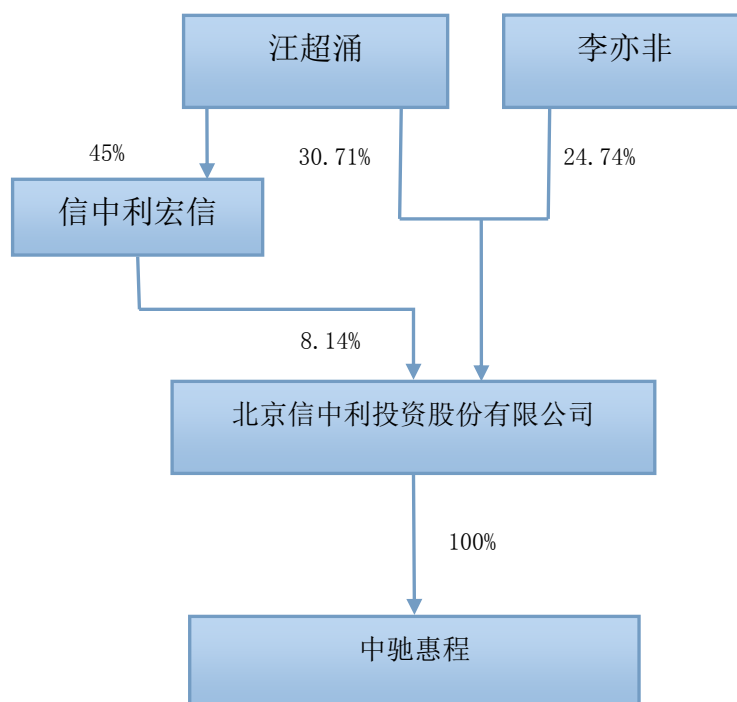 汪超涌
李亦非
45%
30.71%
24.74%
信中利宏信
8.14%
北京信中利投资股份有限公司
100%
中驰惠程